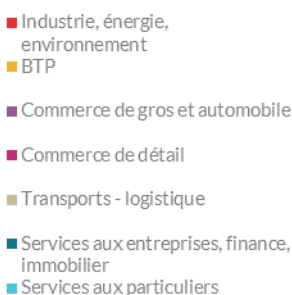 Industrie, énergie,
environnement
BTP
Commerce de gros et automobile
Commerce de détail
Transports - logistique
Services aux entreprises, finance,
immobilier
Services aux particuliers